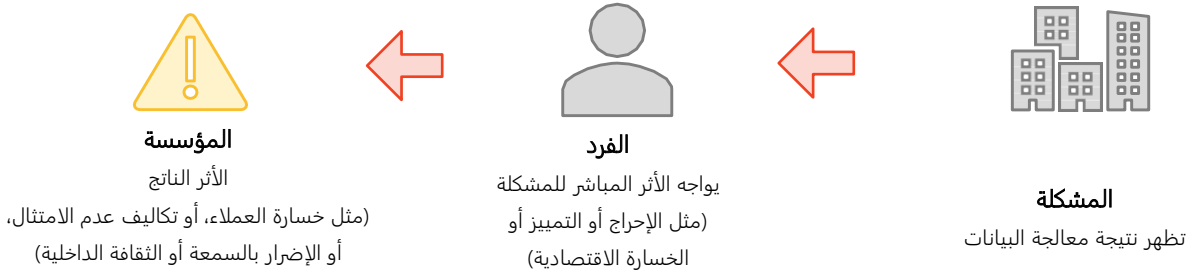 المشكلة
تظهر نتيجة معالجة البيانات
الفرد
يواجه الأثر المباشر للمشكلة
(مثل الإحراج أو التمييز أو
الخسارة الاقتصادية)
المؤسسة
الأثر الناتج
(مثل خسارة العملاء، أو تكاليف عدم الامتثال،
أو الإضرار بالسمعة أو الثقافة الداخلية)